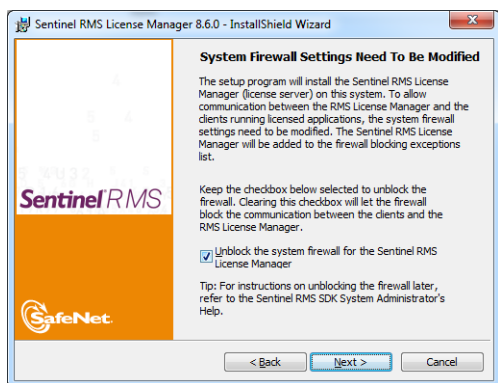 Sentinel RMS License Manager 8.6.0 - InstallShield Wizard
System Firewall Settings Need To Be Modified
The setup program will install the Sentinel RMS License
Manager (license server) on this system. To allow
communication between the RMS License Manager and the
clients running licensed applications, the system firewall
settings need to be modified. The Sentinel RMS License
Manager will be added to the firewall blocking exceptions
list.
Keep the checkbox below selected to unblock the
firewall. Clearing this checkbox will let the firewall
block the communication between the clients and the
RMS License Manager.
Unblock the system firewall for the Sentinel RMS
License Manager
Tip: For instructions on unblocking the firewall later,
refer to the Sentinel RMS SDK System Administrator's
Help.
Sentinel RMS
SafeNet.
< Back
Next >
Cancel